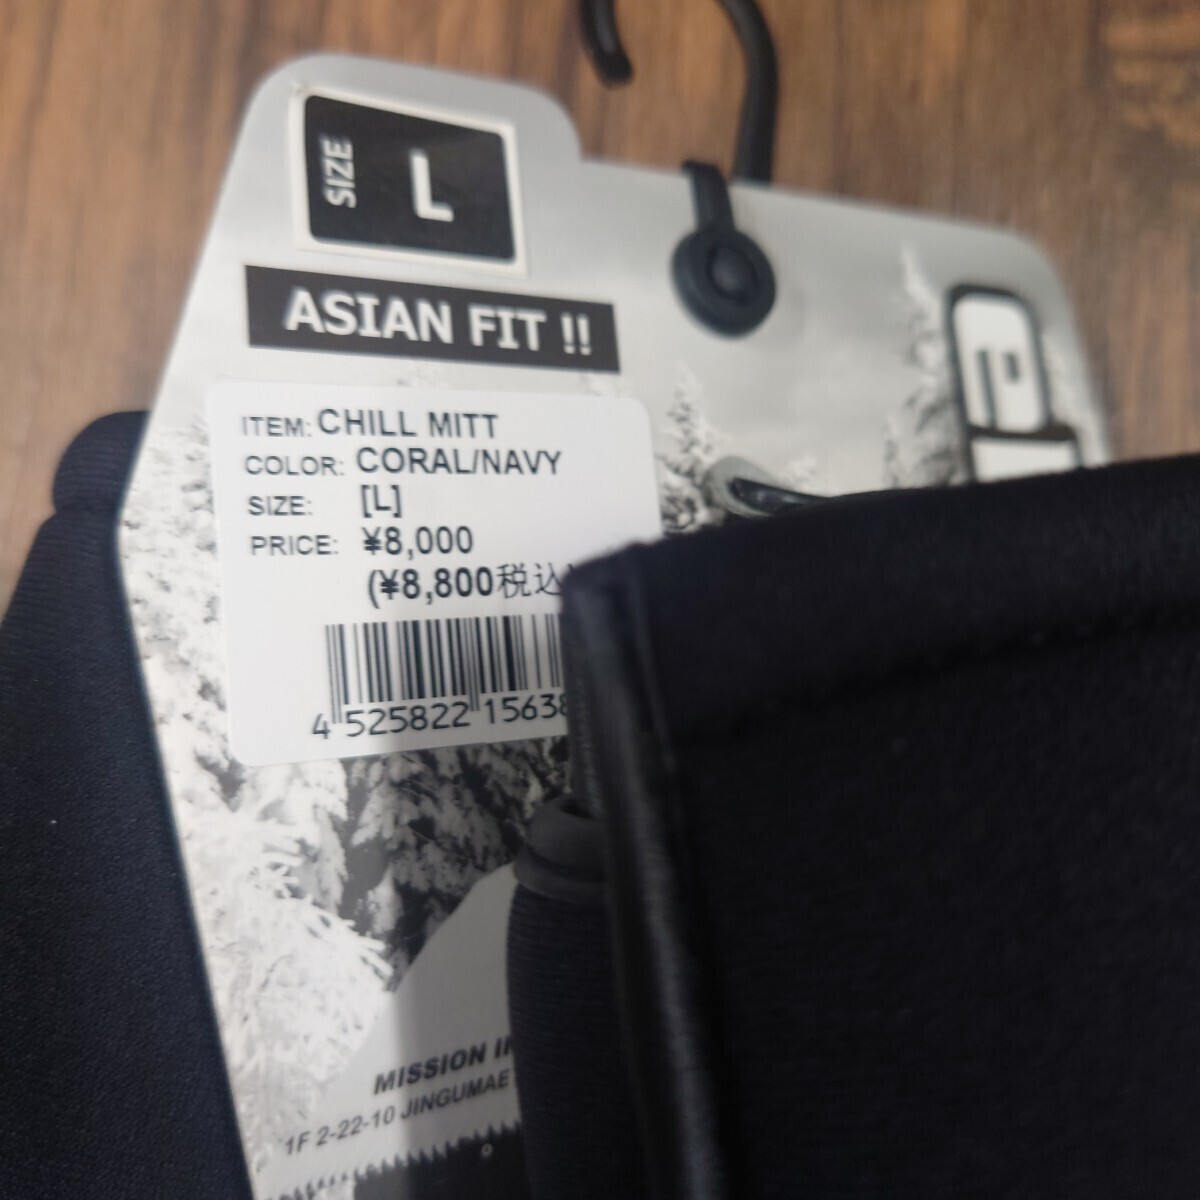 SIZE L
ASIAN FIT !!
ITEM: CHILL MITT
COLOR: CORAL/NAVY
SIZE: [L]
PRICE: ¥8,000
(¥8,800税込
4 525822 15638
MISSION
1F 2-22-10 JINGUMAE
e